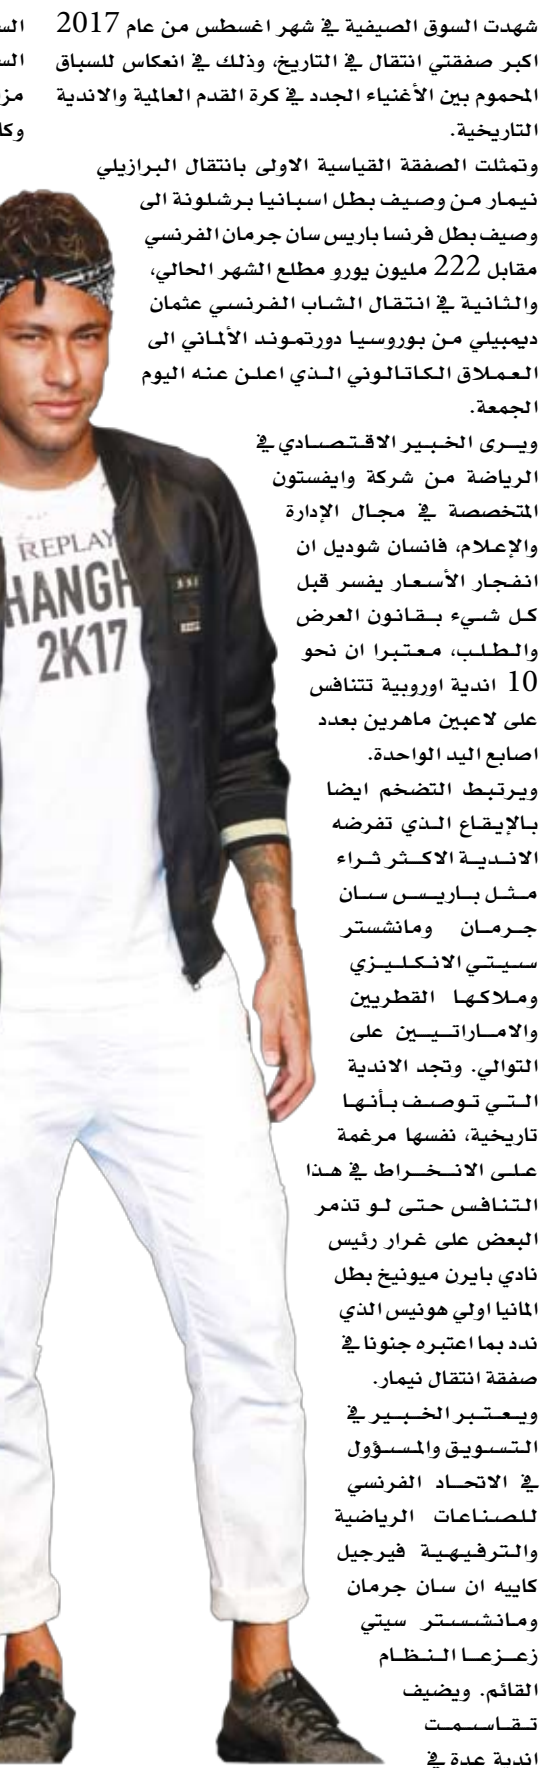 شهدت السوق الصيفية في شهر اغسطس من عام 2017
اكبر صفقتي انتقال في التاريخ، وذلك في انعكاس للسباق
المحموم بين الأغنياء الجدد في كرة القدم العالمية والاندية
التاريخية.
وتمثلت الصفقة القياسية الاولى بانتقال البرازيلي
نيمار من وصيف بطل اسبانيا برشلونة الى
وصيف بطل فرنسا باريس سان جرمان الفرنسي
مقابل 222 مليون يورو مطلع الشهر الحالي،
والثانية في انتقال الشاب الفرنسي عثمان
ديمبيلي من بوروسيا دورتموند الألماني الى
العملاق الكاتالوني الذي اعلن عنه اليوم
الجمعة.
ويرى الخبير الاقتصادي في
الرياضة من شركة وايفستون
المتخصصة في مجال الإدارة
والإعلام، فانسان شوديل ان
انفجار الأسعار يفسر قبل
كل شيء بقانون العرض
والطلب، معتبرا ان نحو
10 اندية اوروبية تتنافس
على لاعبين ماهرين بعدد
اصابع اليد الواحدة.
ويرتبط التضخم ايضا
بالإيقاع الذي تفرضه
الاندية الاكثر ثراء
مثل باريس سان
جرمان ومانشستر
سيتي الانكليزي
وملاكها القطريين
والاماراتيين على
التوالي. وتجد الاندية
التي توصف بأنها
تاريخية، نفسها مرغمة
على الانخراط في هذا
التنافس حتى لو تذمر
البعض على غرار رئيس
نادي بايرن ميونيخ بطل
المانيا اولي هونيس الذي
ندد بما اعتبره جنونا في
صفقة انتقال نيمار.
ويعتبر الخبير في
التسويق والمسؤول
في الاتحاد الفرنسي
للصناعات الرياضية
والترفيهية فيرجيل
كاييه ان سان جرمان
ومانشستر سيتي
زعزعا النظام
القائم. ويضيف
تقاسمت
اندية عدة في
REPLAY
HANGH
2K17